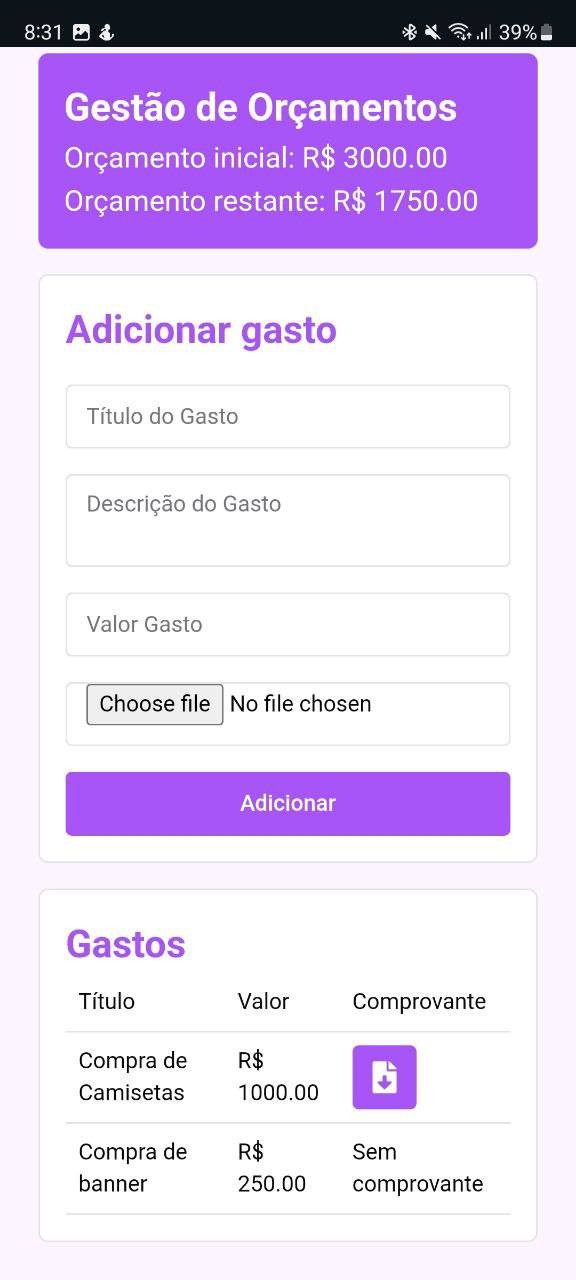 8:31 39%
Gestão de Orçamentos
Orçamento inicial: R$ 3000.00
Orçamento restante: R$ 1750.00
Adicionar gasto
Título do Gasto
Descrição do Gasto
Valor Gasto
Choose file No file chosen
Adicionar
Gastos
Título Valor Comprovante
Compra de R$
Camisetas 1000.00
Compra de R$ Sem
banner 250.00 comprovante